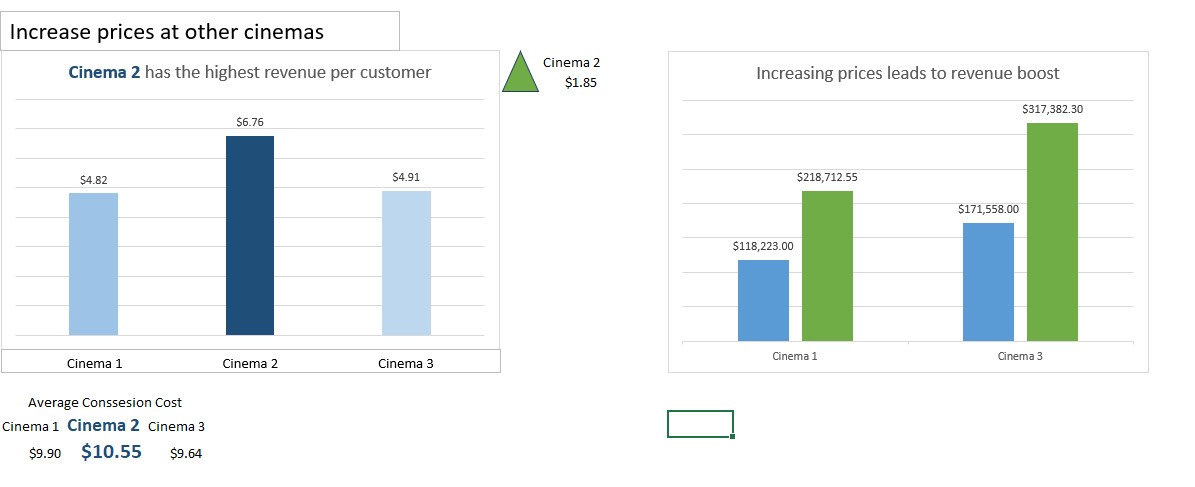 Increase prices at other cinemas
Cinema 2 has the highest revenue per customer
$6.76
$4.82
$4.91
Cinema 1 Cinema 2 Cinema 3
Cinema 2
$1.85
Increasing prices leads to revenue boost
$317,382.30
$218,712.55
$171,558.00
$118,223.00
Cinema 1 Cinema 3
Average Conssesion Cost
Cinema 1 Cinema 2 Cinema 3
$9.90 $10.55 $9.64